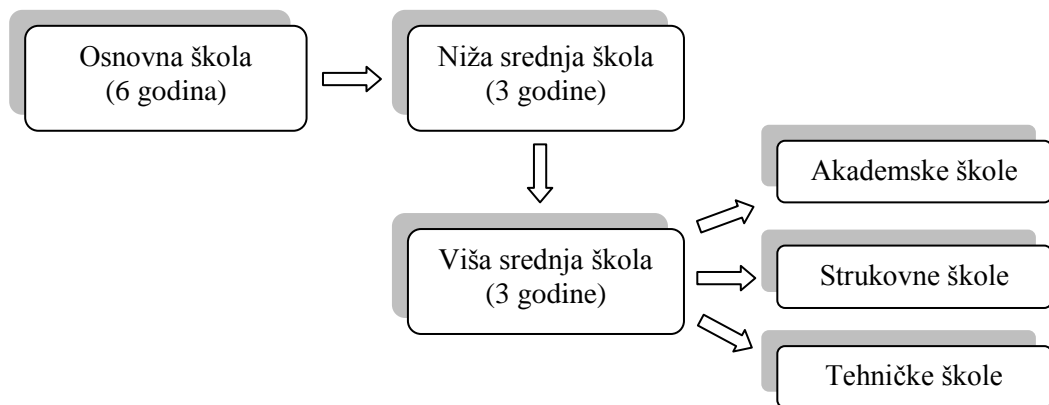 Osnovna škola
(6 godina)
Niža srednja škola
(3 godine)
Viša srednja škola
(3 godine)
Akademske škole
Strukovne škole
Tehničke škole